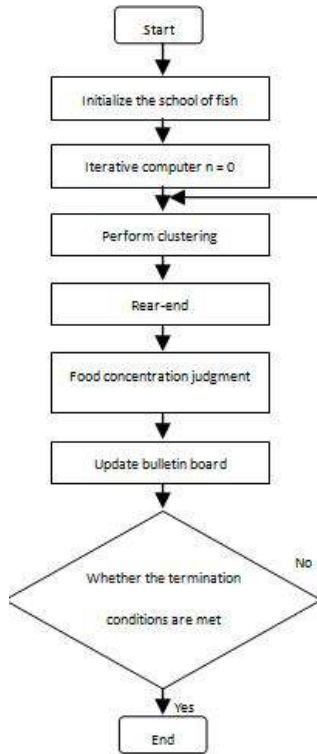 Start
Initialize the school of fish
Iterative computer n = 0
Perform clustering
Rear-end
Food concentration judgment
Update bulletin board
Whether the termination
conditions are met
No
Yes
End